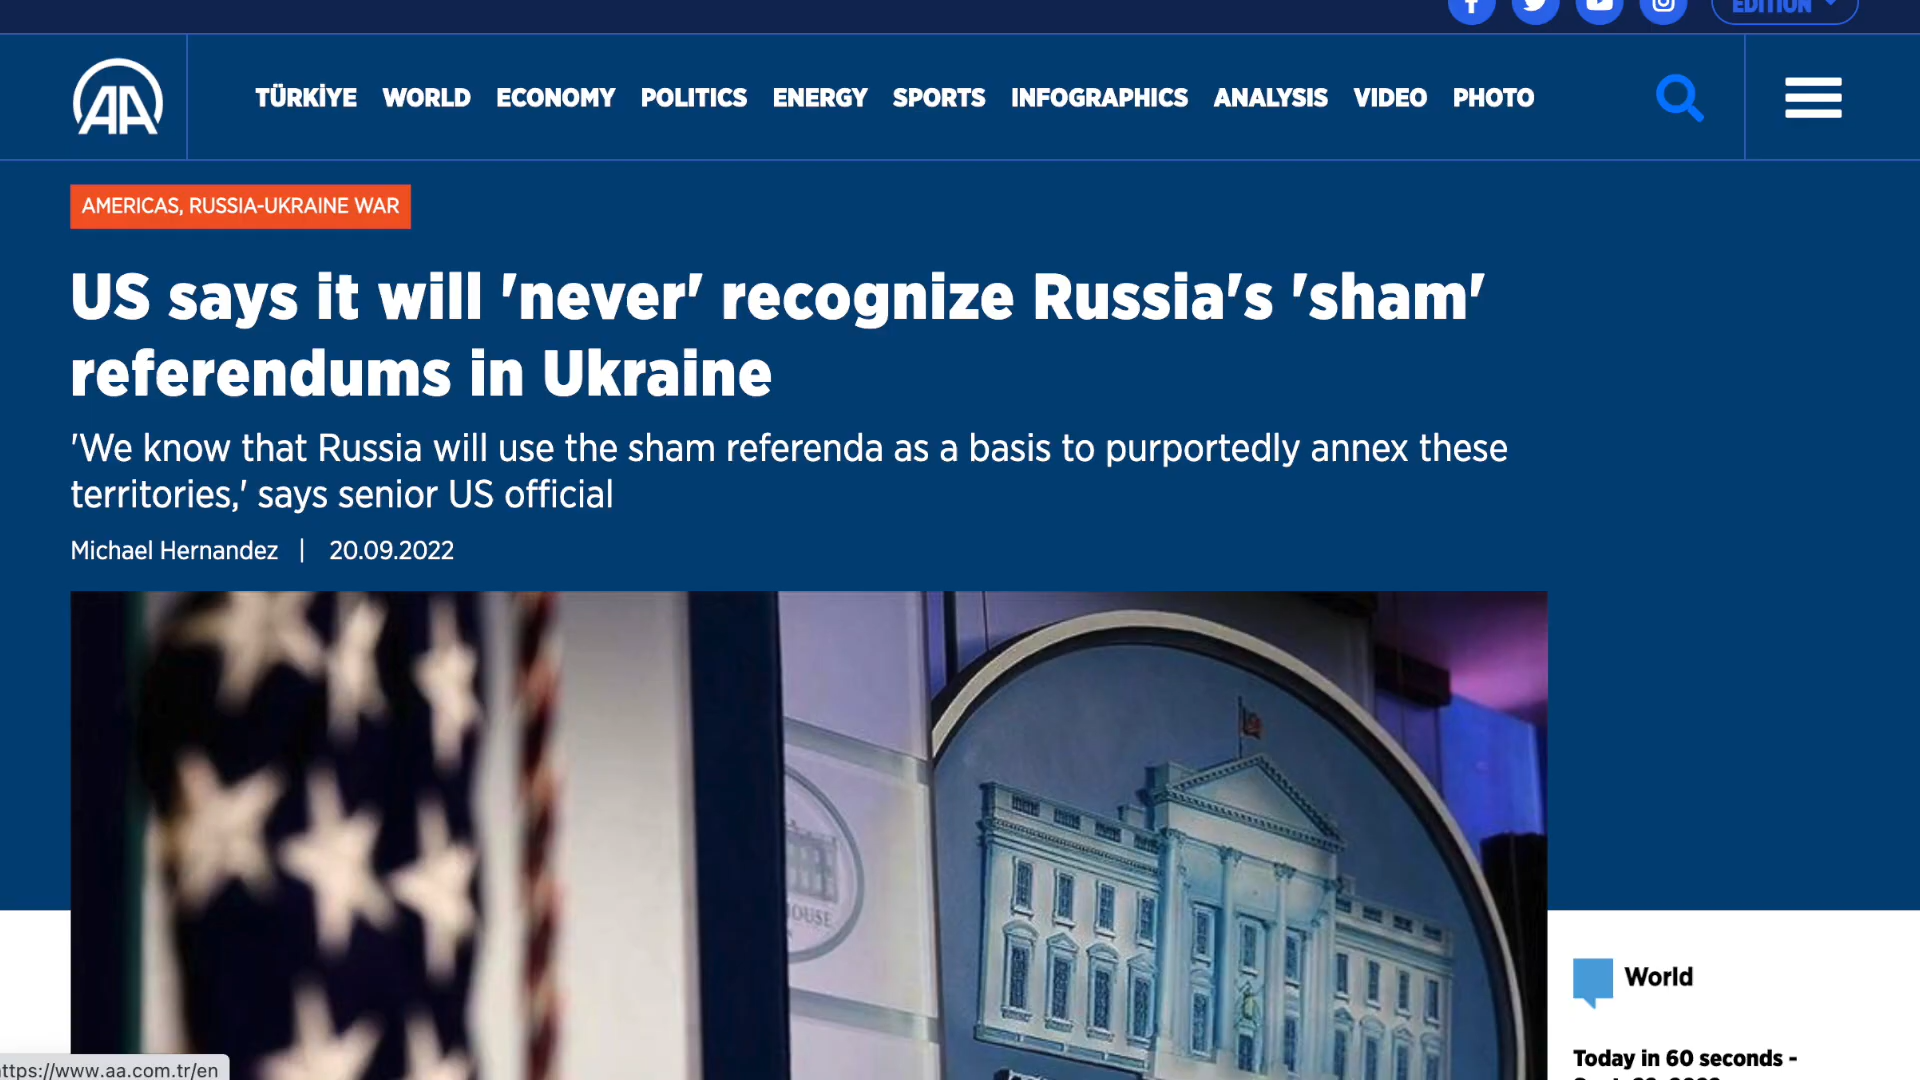 EDITION
AA
TÜRKİYE WORLD ECONOMY POLITICS ENERGY SPORTS INFOGRAPHICS ANALYSIS VIDEO PHOTO
AMERICAS, RUSSIA-UKRAINE WAR
US says it will 'never' recognize Russia's 'sham'
referendums in Ukraine
'We know that Russia will use the sham referenda as a basis to purportedly annex these
territories,' says senior US official
Michael Hernandez | 20.09.2022
HOUSE
World
Today in 60 seconds -
ttps://www.aa.com.tr/en